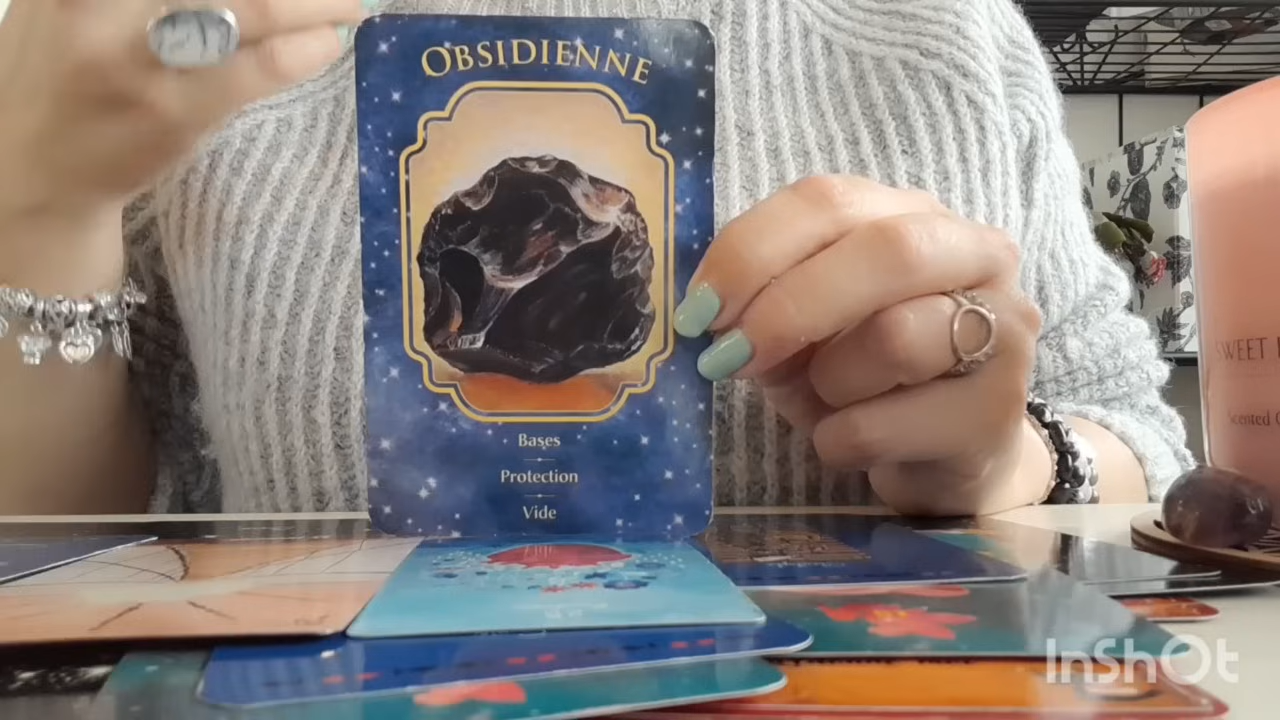 OBSIDIENNE
Bases
Protection
Vide
SWEET
Scented
InShOt